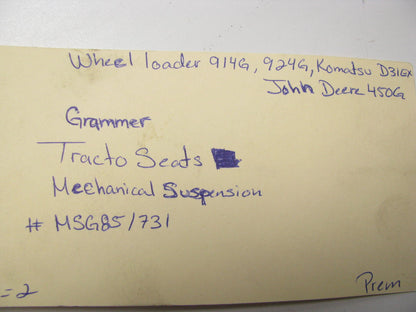 Wheel loader 914G, 924G, Komatsu D31GX
John Deere 450G
Grammer
Tracto Seats
Mechanical Suspension
# MSG85/731
= 2
Prem